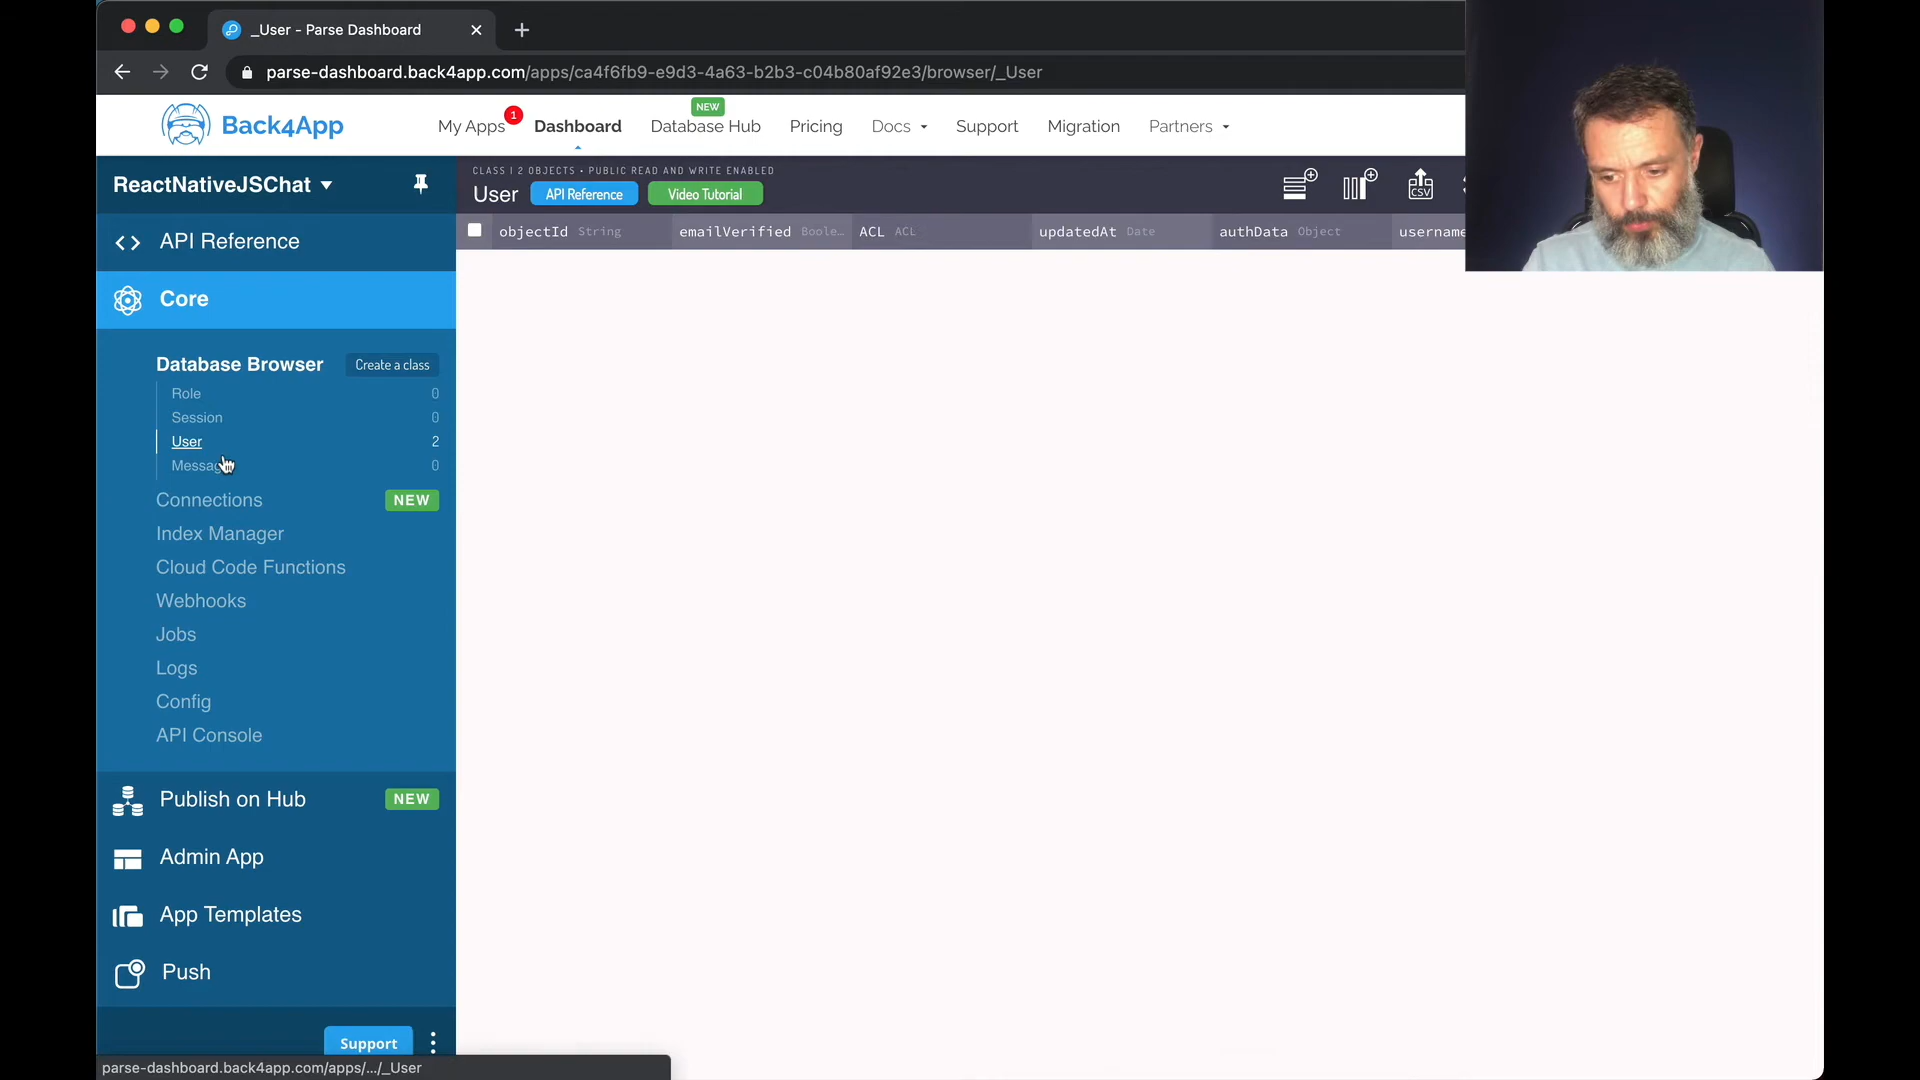 _User - Parse Dashboard
parse-dashboard.back4app.com/apps/ca4f6fb9-e9d3-4a63-b2b3-c04b80af92e3/browser/_User
Back4App
My Apps 1
Dashboard
NEW
Database Hub
Pricing
Docs
Support
Migration
Partners
ReactNativeJSChat
CLASS | 2 OBJECTS • PUBLIC READ AND WRITE ENABLED
User API Reference Video Tutorial
CSV
objectId String emailVerified Boole... ACL ACL updatedAt Date authData Object username
API Reference
Core
Database Browser Create a class
Role 0
Session 0
User 2
Messag 0
Connections NEW
Index Manager
Cloud Code Functions
Webhooks
Jobs
Logs
Config
API Console
Publish on Hub NEW
Admin App
App Templates
Push
Support
parse-dashboard.back4app.com/apps/.../_User